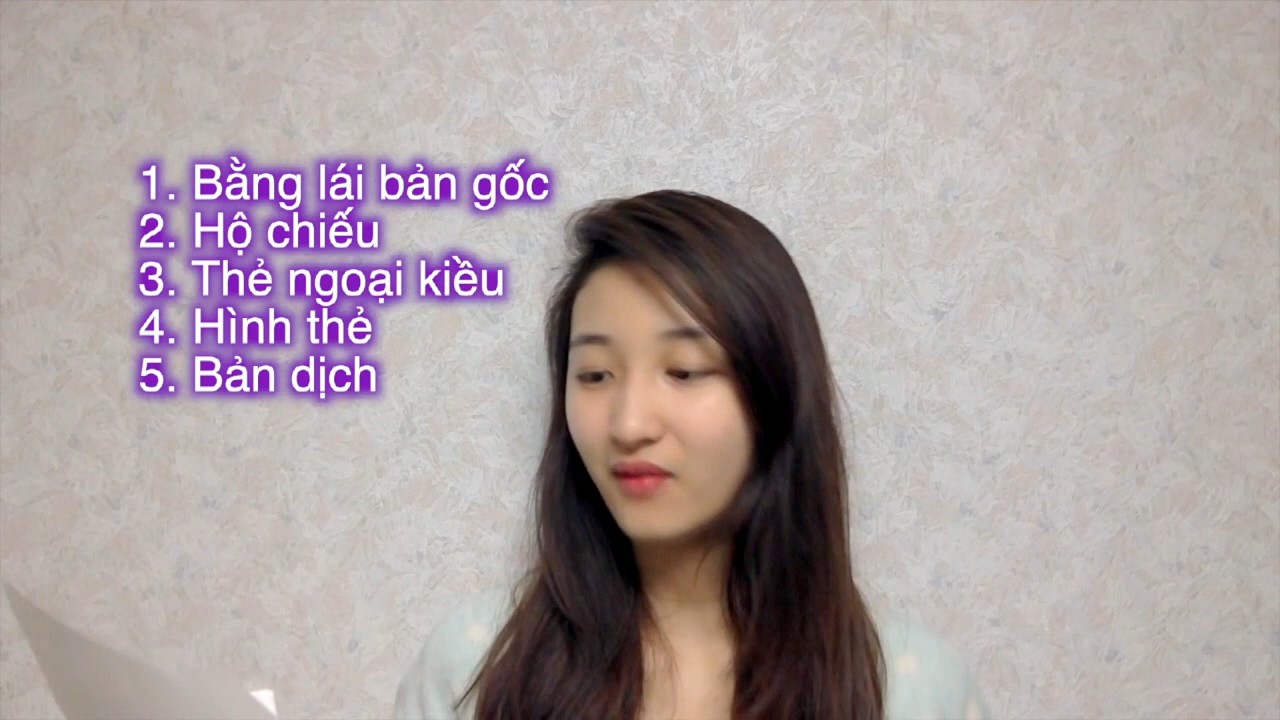 1. Bằng lái bản gốc
2. Hộ chiếu
3. Thẻ ngoại kiều
4. Hình thẻ
5. Bản dịch